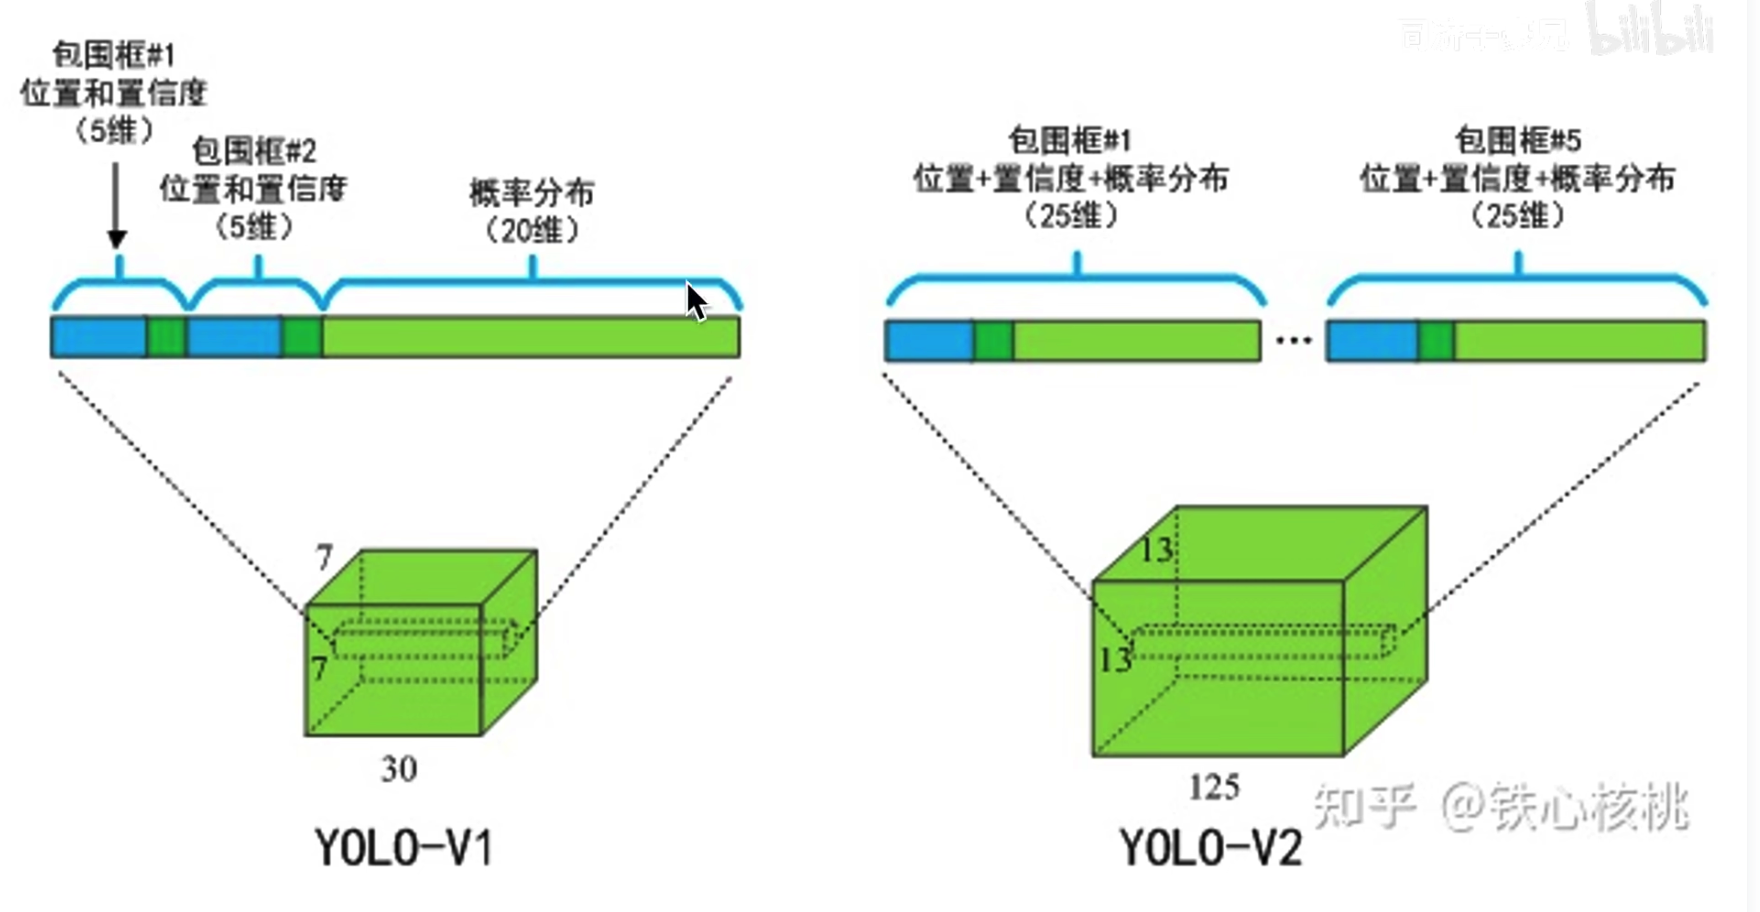 bilibili
包围框#1
位置和置信度
（5维）
包围框#2
位置和置信度
（5维）
概率分布
（20维）
包围框#1
位置+置信度+概率分布
（25维）
包围框#5
位置+置信度+概率分布
（25维）
...
7
7
30
YOLO-V1
13
13
125
YOLO-V2
知乎 @铁心核桃